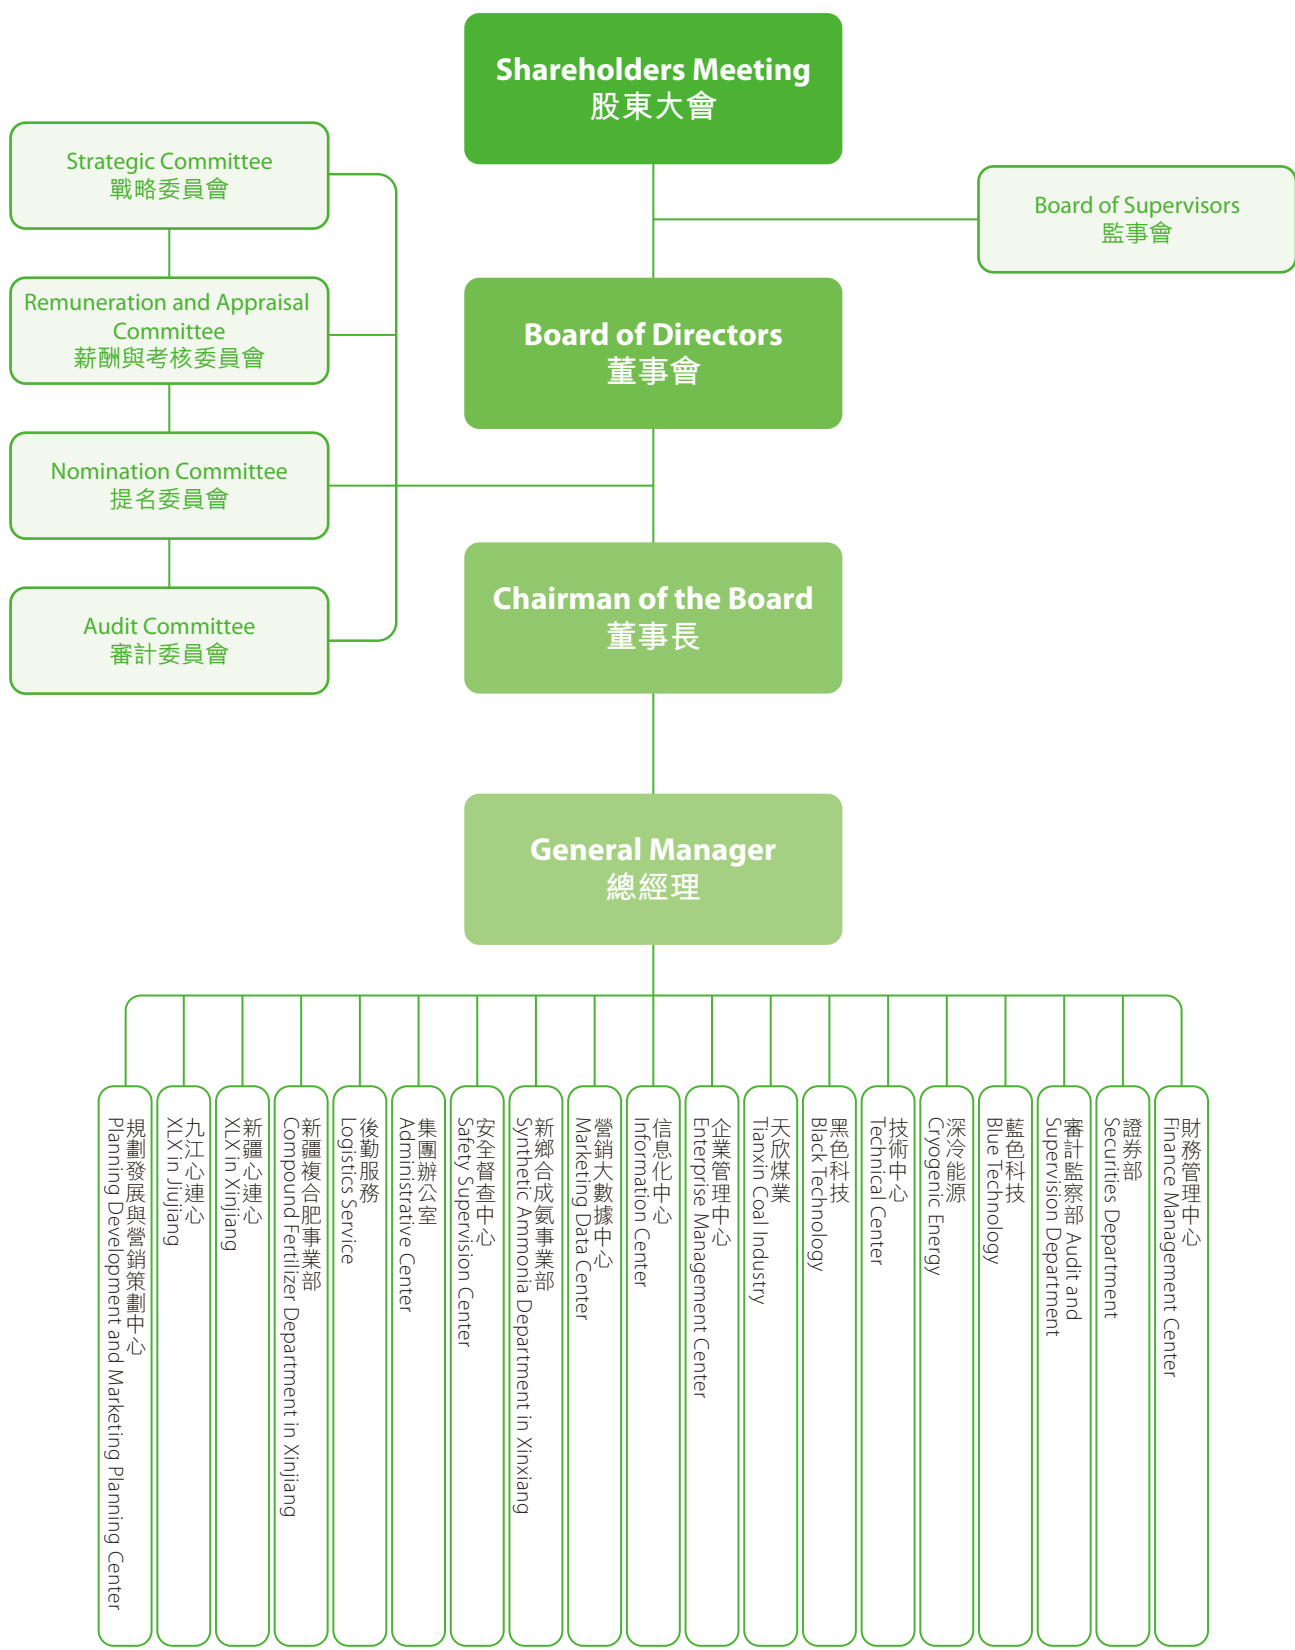 Shareholders Meeting
股東大會
Strategic Committee
戰略委員會
Board of Supervisors
監事會
Remuneration and Appraisal
Committee
薪酬與考核委員會
Board of Directors
董事會
Nomination Committee
提名委員會
Chairman of the Board
董事長
Audit Committee
審計委員會
General Manager
總經理
規劃發展與營銷策劃中心
Planning Development and Marketing Planning Center
九江心連心
XLX in Jiujiang
新疆心連心
XLX in Xinjiang
新疆複合肥事業部
Compound Fertilizer Department in Xinjiang
後勤服務
Logistics Service
集團辦公室
Administrative Center
安全督查中心
Safety Supervision Center
新鄉合成氨事業部
Synthetic Ammonia Department in Xinxiang
營銷大數據中心
Marketing Data Center
信息化中心
Information Center
企業管理中心
Enterprise Management Center
天欣煤業
Tianxin Coal Industry
黑色科技
Black Technology
技術中心
Technical Center
深冷能源
Cryogenic Energy
藍色科技
Blue Technology
審計監察部 Audit and
Supervision Department
證券部
Securities Department
財務管理中心
Finance Management Center